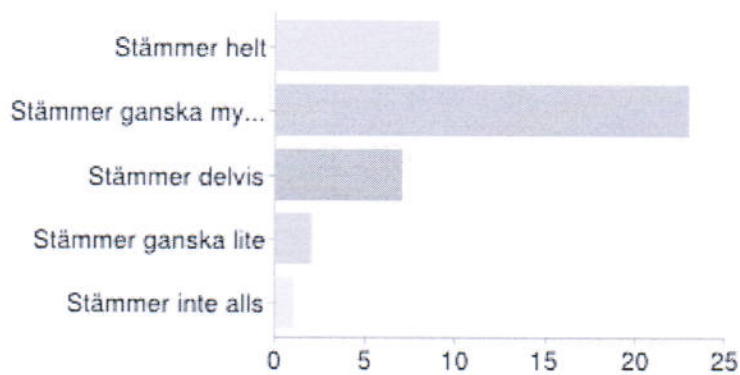 Stämmer helt
Stämmer ganska my...
Stämmer delvis
Stämmer ganska lite
Stämmer inte alls
0 5 10 15 20 25